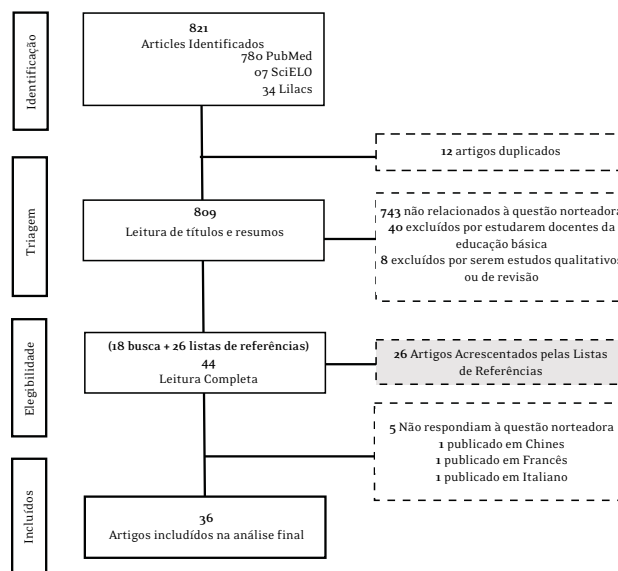 Identificação
821
Articles Identificados
780 PubMed
07 SciELO
34 Lilacs
12 artigos duplicados
Triagem
809
Leitura de títulos e resumos
743 não relacionados à questão norteadora
40 excluídos por estudarem docentes da
educação básica
8 excluídos por serem estudos qualitativos
ou de revisão
Elegibilidade
(18 busca + 26 listas de referências)
44
Leitura Completa
26 Artigos Acrescentados pelas Listas
de Referências
5 Não respondiam à questão norteadora
1 publicado em Chines
1 publicado em Francês
1 publicado em Italiano
Incluídos
36
Artigos includídos na análise final